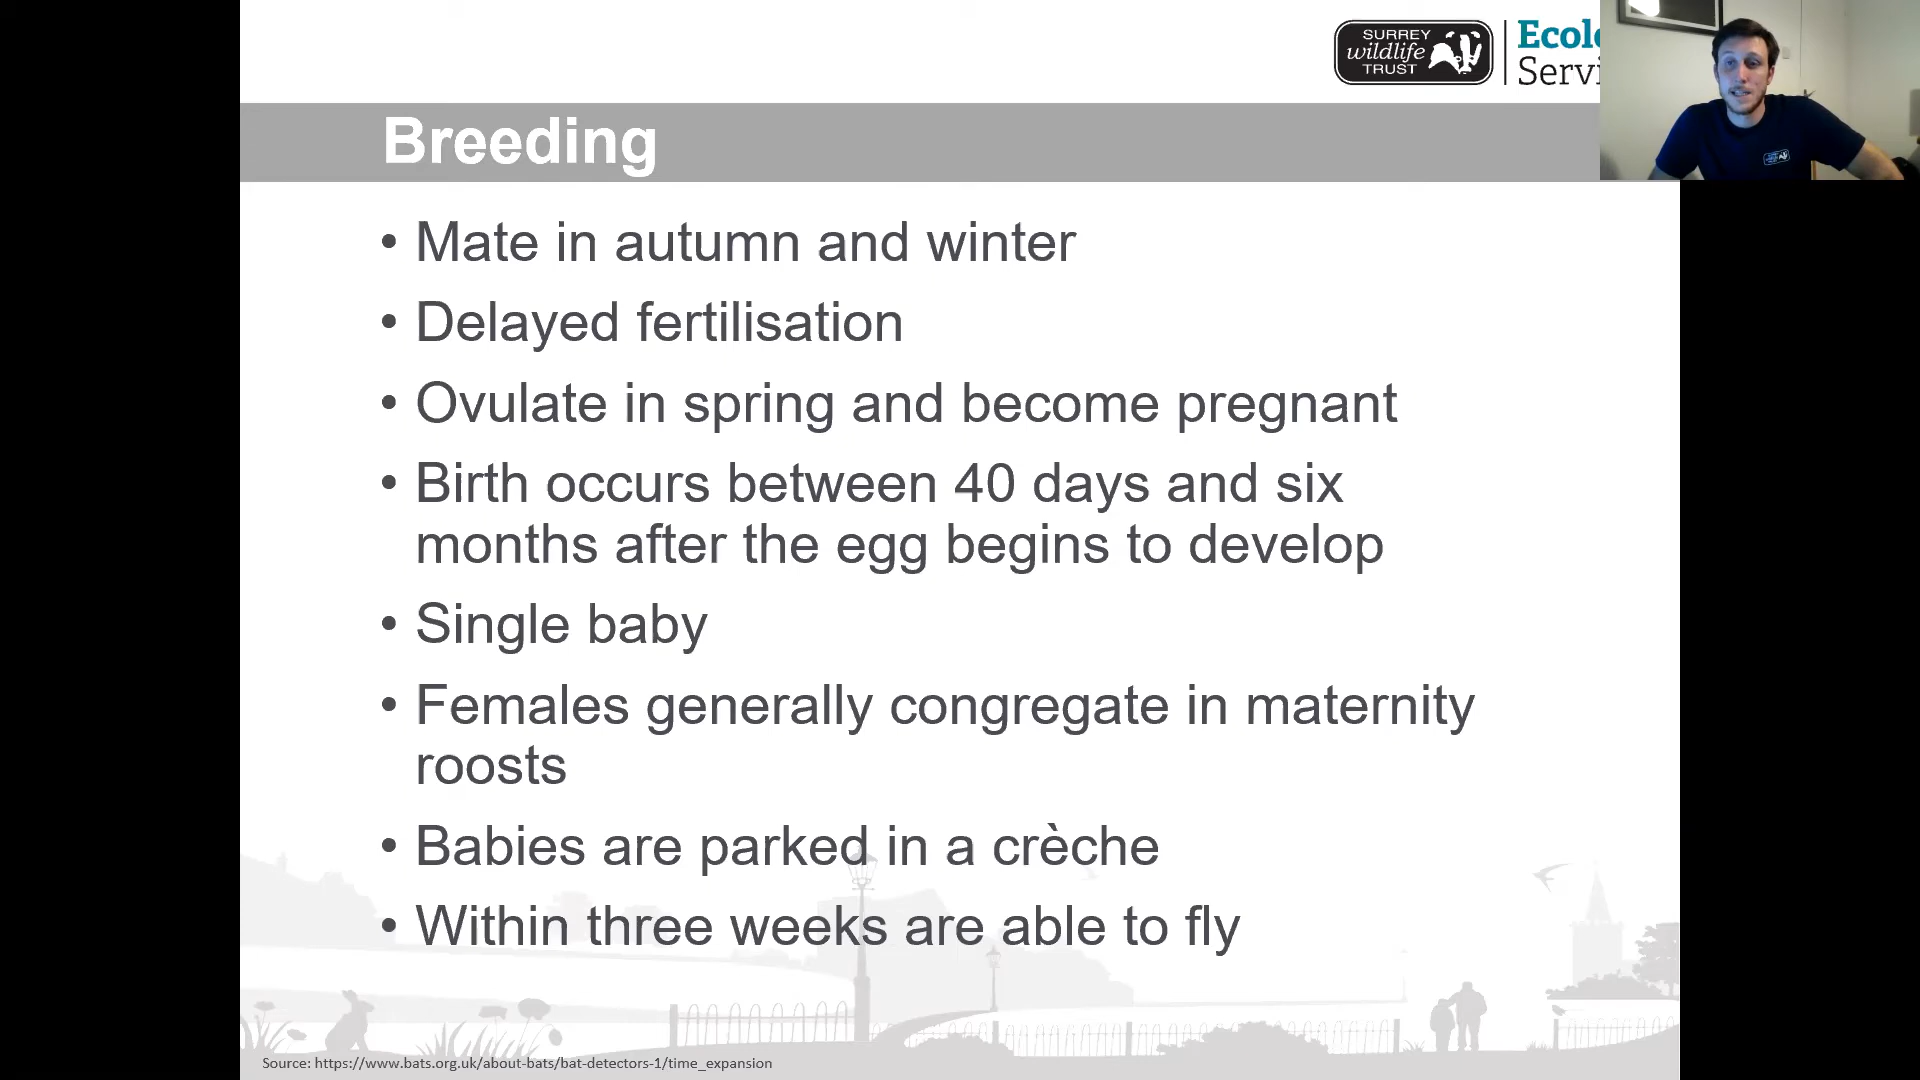 SURREY
wildlife
TRUST
Ecol
Servi
Breeding
• Mate in autumn and winter
• Delayed fertilisation
• Ovulate in spring and become pregnant
• Birth occurs between 40 days and six
months after the egg begins to develop
• Single baby
• Females generally congregate in maternity
roosts
• Babies are parked in a crèche
• Within three weeks are able to fly
Source: https://www.bats.org.uk/about-bats/bat-detectors-1/time_expansion